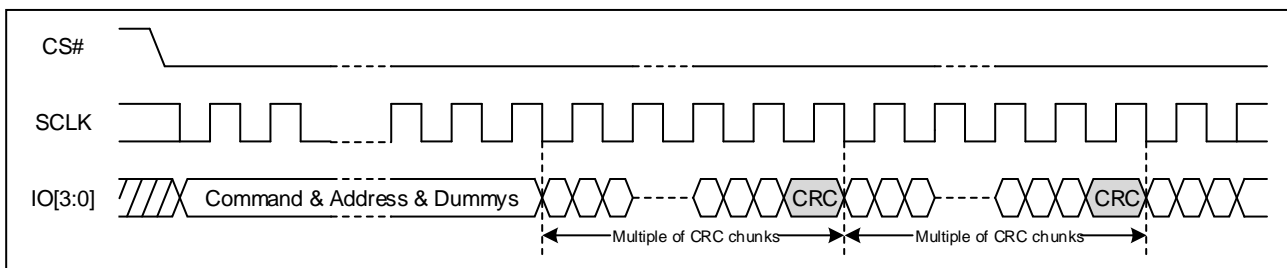 CS#
SCLK
IO[3:0] Command & Address & Dummys CRC CRC
Multiple of CRC chunks Multiple of CRC chunks